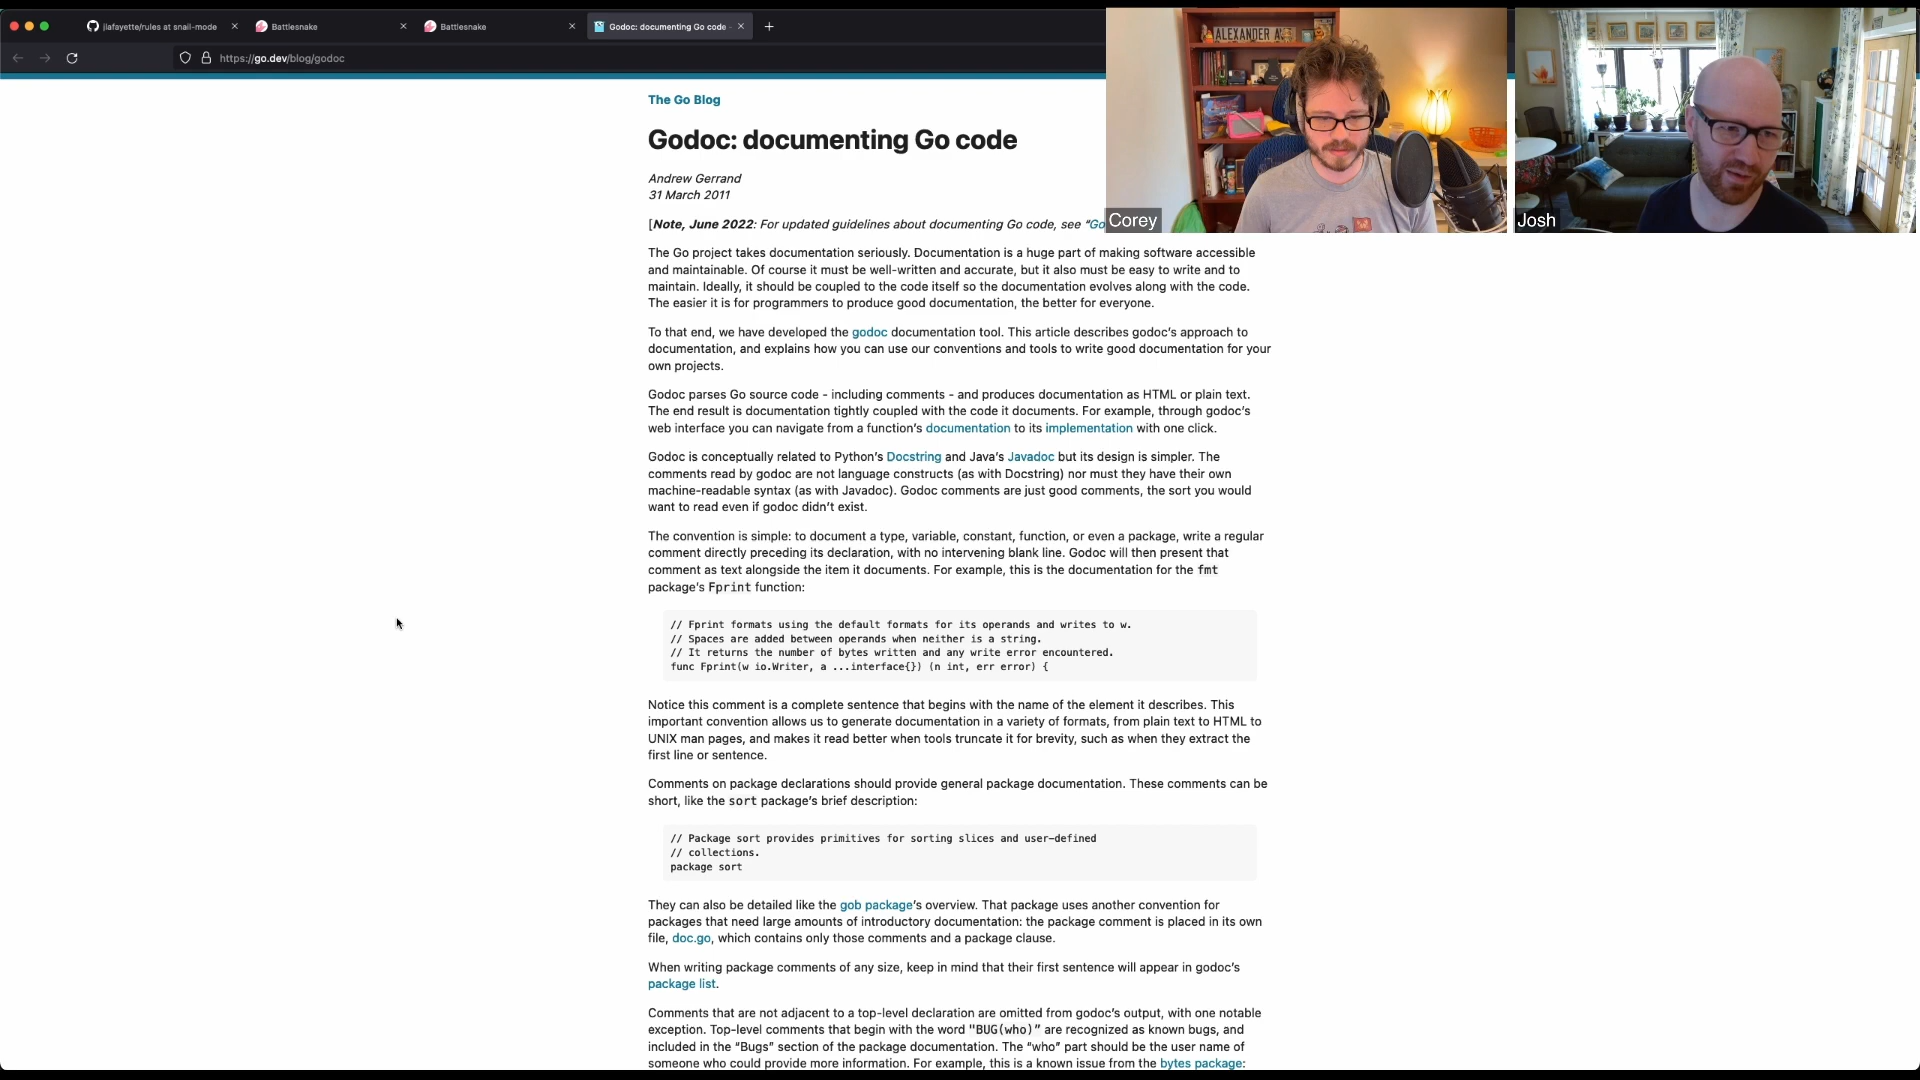 jlafayette/rules at snail-mode
Battlesnake
Battlesnake
Godoc: documenting Go code
https://go.dev/blog/godoc
ALEXANDER A
Corey
Josh
The Go Blog
Godoc: documenting Go code
Andrew Gerrand
31 March 2011
[Note, June 2022: For updated guidelines about documenting Go code, see “Go
The Go project takes documentation seriously. Documentation is a huge part of making software accessible
and maintainable. Of course it must be well-written and accurate, but it also must be easy to write and to
maintain. Ideally, it should be coupled to the code itself so the documentation evolves along with the code.
The easier it is for programmers to produce good documentation, the better for everyone.
To that end, we have developed the godoc documentation tool. This article describes godoc’s approach to
documentation, and explains how you can use our conventions and tools to write good documentation for your
own projects.
Godoc parses Go source code - including comments - and produces documentation as HTML or plain text.
The end result is documentation tightly coupled with the code it documents. For example, through godoc’s
web interface you can navigate from a function’s documentation to its implementation with one click.
Godoc is conceptually related to Python’s Docstring and Java’s Javadoc but its design is simpler. The
comments read by godoc are not language constructs (as with Docstring) nor must they have their own
machine-readable syntax (as with Javadoc). Godoc comments are just good comments, the sort you would
want to read even if godoc didn’t exist.
The convention is simple: to document a type, variable, constant, function, or even a package, write a regular
comment directly preceding its declaration, with no intervening blank line. Godoc will then present that
comment as text alongside the item it documents. For example, this is the documentation for the fmt
package’s Fprint function:
// Fprint formats using the default formats for its operands and writes to w.
// Spaces are added between operands when neither is a string.
// It returns the number of bytes written and any write error encountered.
func Fprint(w io.Writer, a ...interface{}) (n int, err error) {
Notice this comment is a complete sentence that begins with the name of the element it describes. This
important convention allows us to generate documentation in a variety of formats, from plain text to HTML to
UNIX man pages, and makes it read better when tools truncate it for brevity, such as when they extract the
first line or sentence.
Comments on package declarations should provide general package documentation. These comments can be
short, like the sort package’s brief description:
// Package sort provides primitives for sorting slices and user-defined
// collections.
package sort
They can also be detailed like the gob package’s overview. That package uses another convention for
packages that need large amounts of introductory documentation: the package comment is placed in its own
file, doc.go, which contains only those comments and a package clause.
When writing package comments of any size, keep in mind that their first sentence will appear in godoc’s
package list.
Comments that are not adjacent to a top-level declaration are omitted from godoc’s output, with one notable
exception. Top-level comments that begin with the word "BUG(who)” are recognized as known bugs, and
included in the “Bugs” section of the package documentation. The “who” part should be the user name of
someone who could provide more information. For example, this is a known issue from the bytes package: